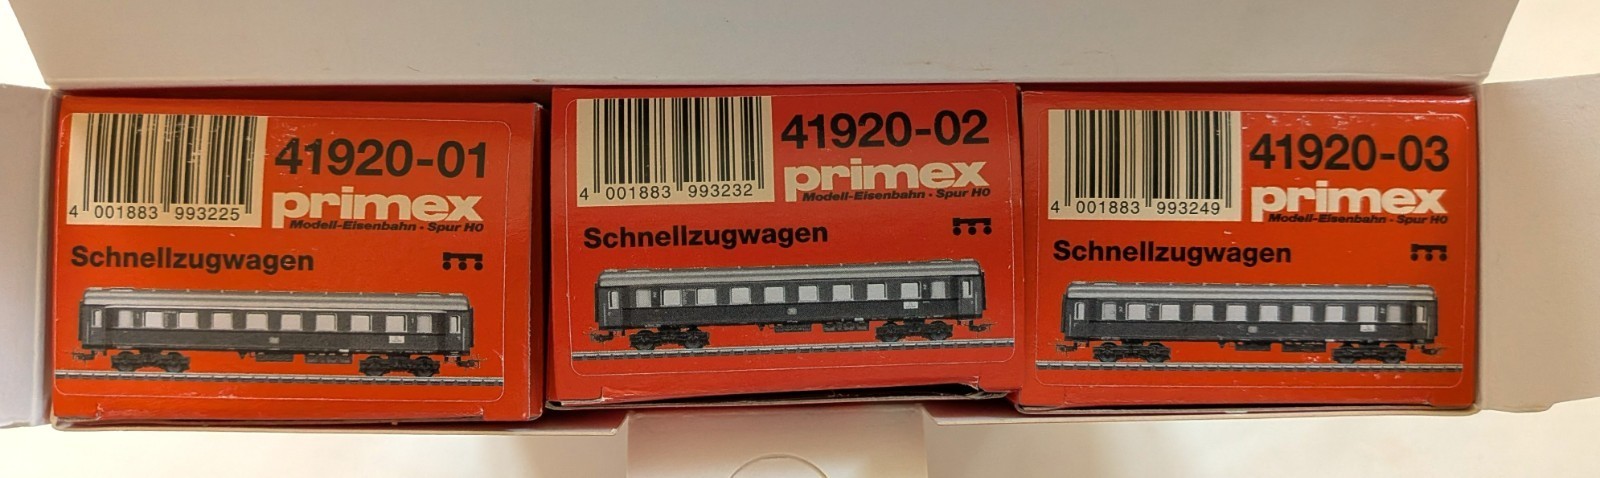 41920-01
primex
Modell-Eisenbahn · Spur H0
4 001883 993225
Schnellzugwagen
41920-02
primex
Modell-Eisenbahn · Spur H0
4 001883 993232
Schnellzugwagen
41920-03
primex
Modell-Eisenbahn · Spur H0
4 001883 993249
Schnellzugwagen